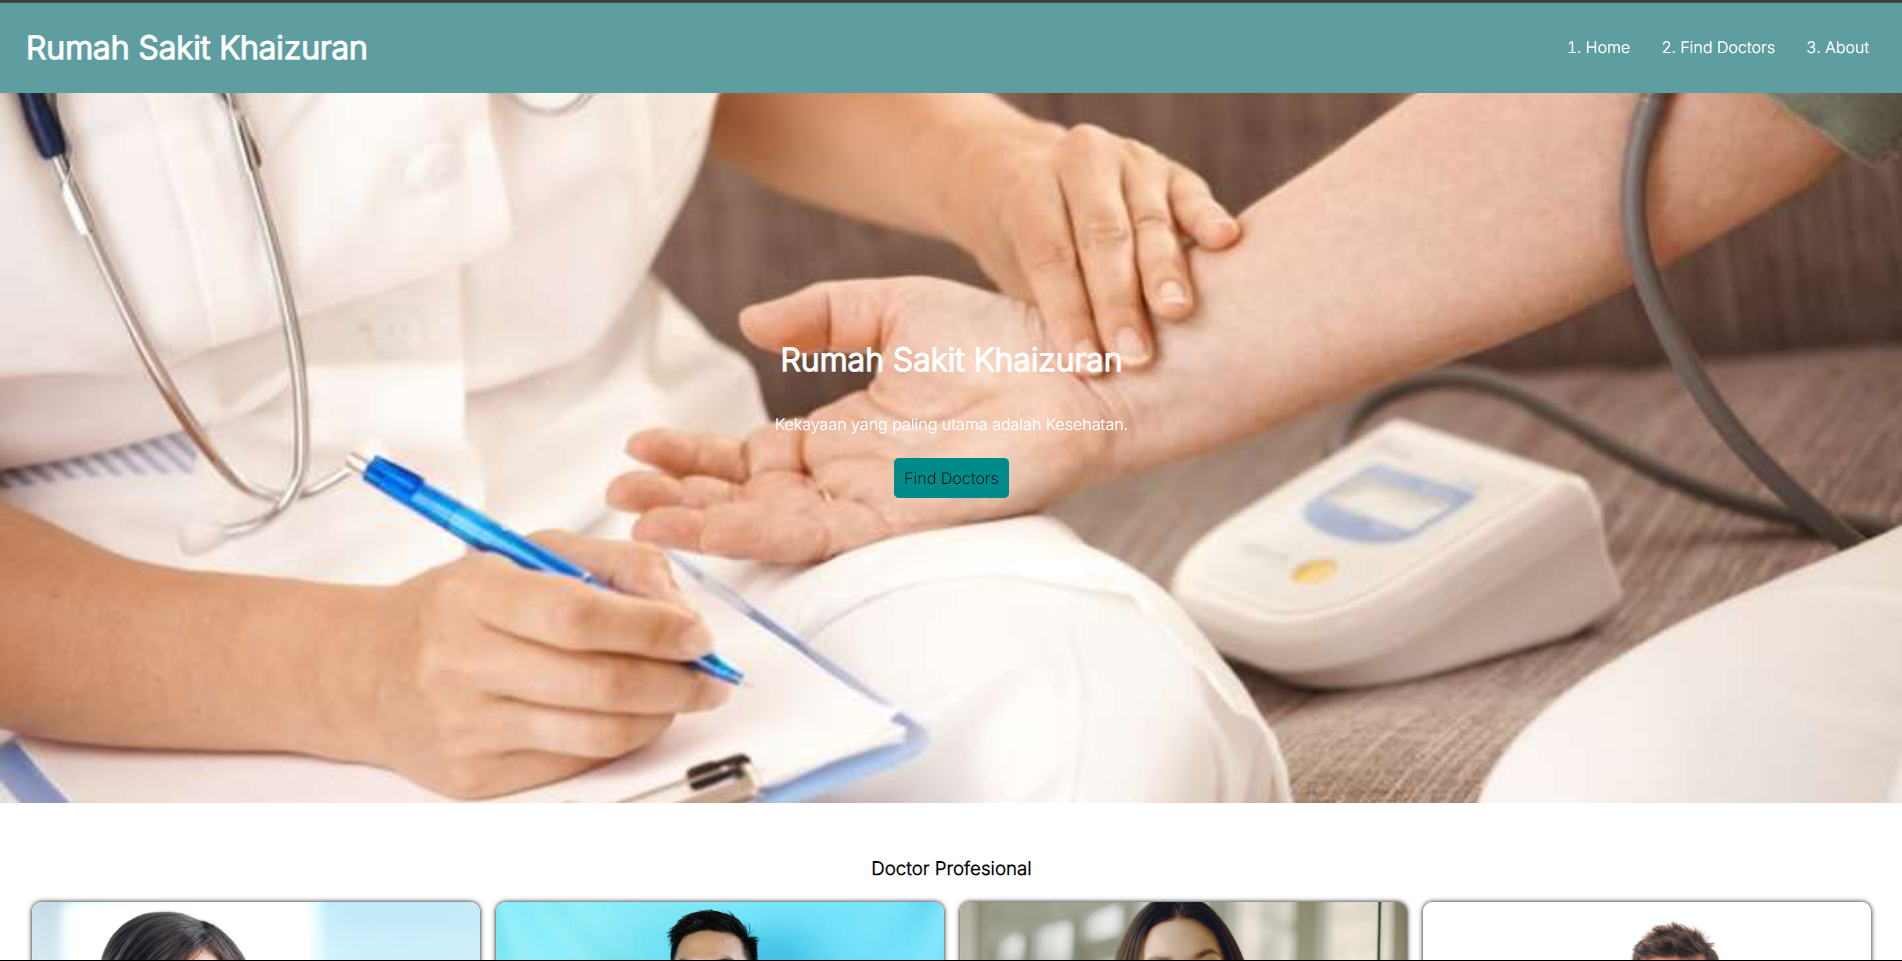 Rumah Sakit Khaizuran
1. Home
2. Find Doctors
3. About
Rumah Sakit Khaizuran
Kekayaan yang paling utama adalah Kesehatan.
Find Doctors
Doctor Profesional